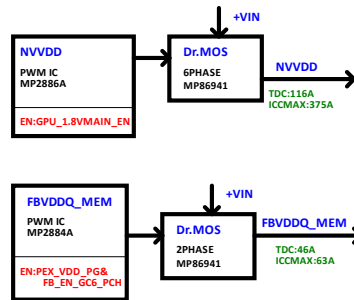 +VIN
NVVDD
PWM IC
MP2886A
EN:GPU_1.8VMAIN_EN
Dr.MOS
6PHASE
MP86941
NVVDD
TDC:116A
ICCMAX:375A
FBVDDQ_MEM
PWM IC
MP2884A
EN:PEX_VDD_PG&
FB_EN_GC6_PCH
+VIN
Dr.MOS
2PHASE
MP86941
FBVDDQ_MEM
TDC:46A
ICCMAX:63A